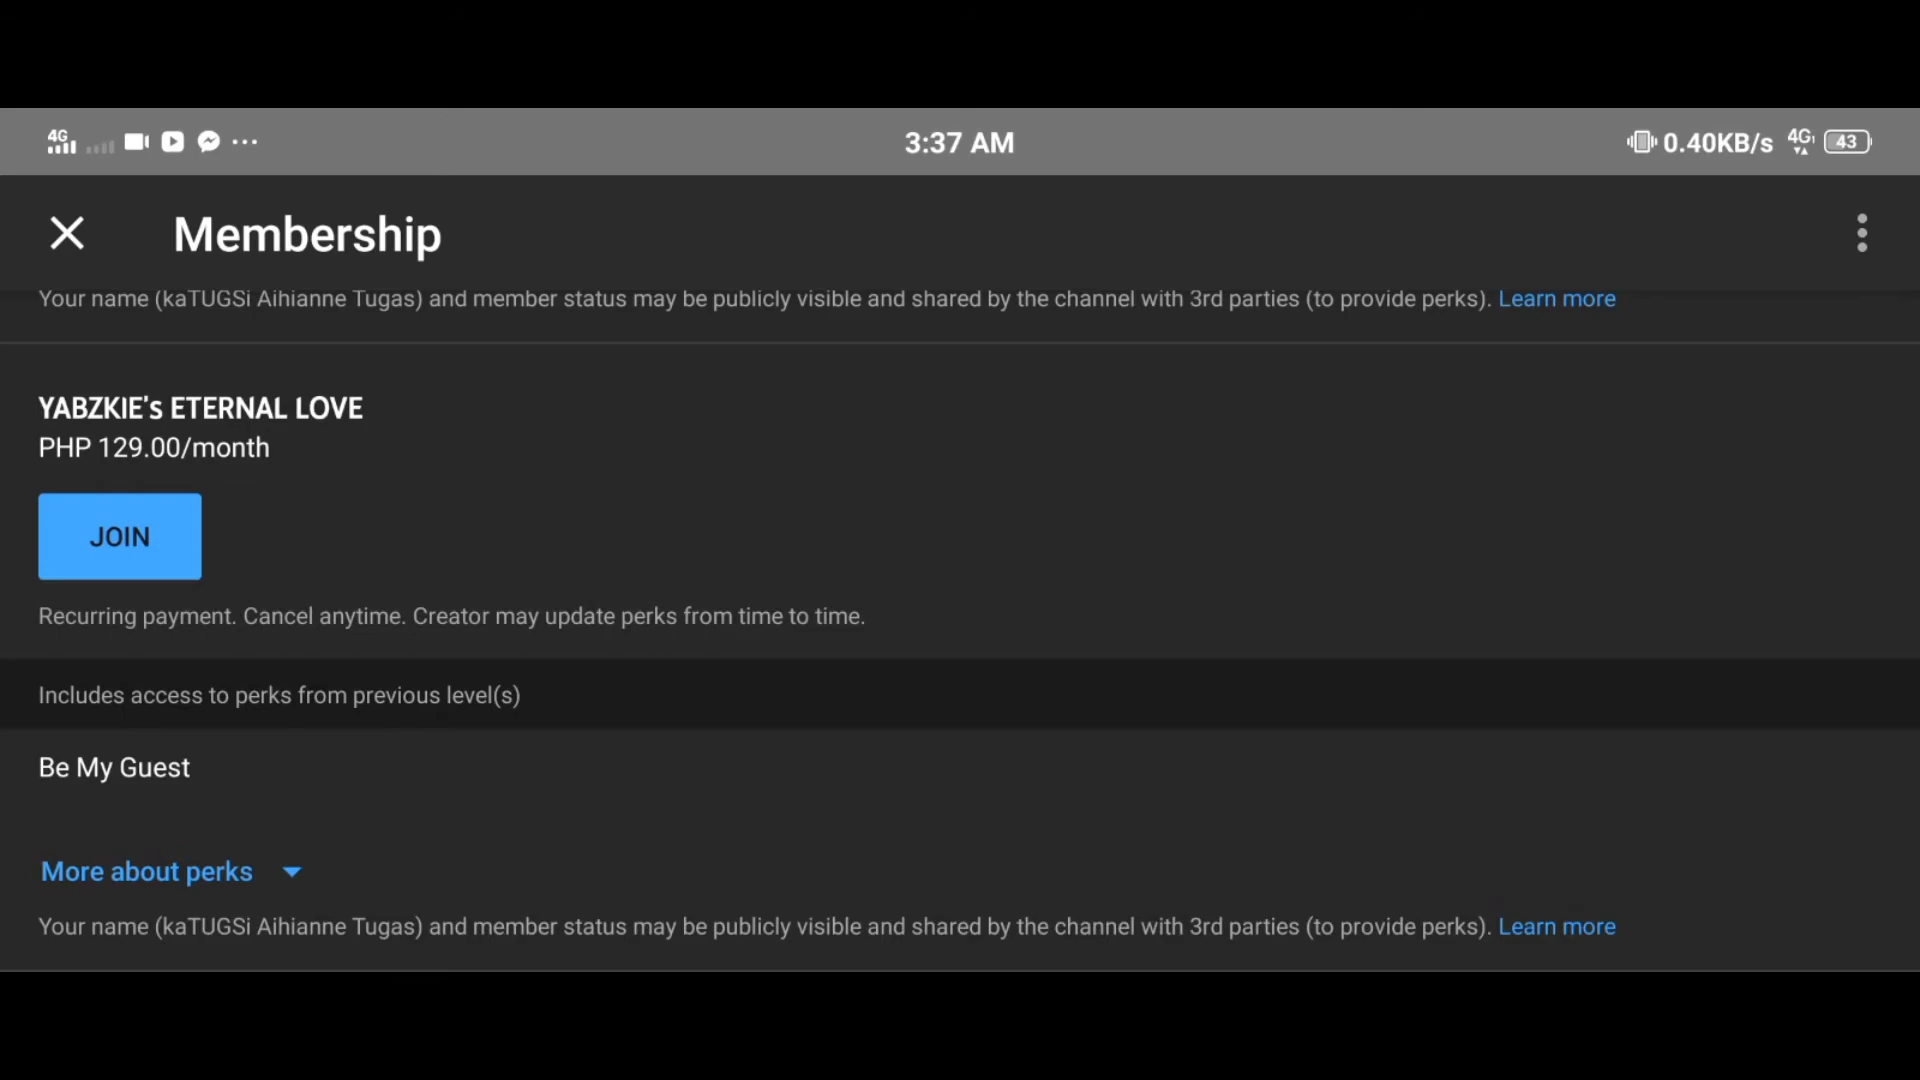 4G 3:37 AM 0.40KB/s 4G 43
Membership
Your name (kaTUGSi Aihianne Tugas) and member status may be publicly visible and shared by the channel with 3rd parties (to provide perks). Learn more
YABZKIE's ETERNAL LOVE
PHP 129.00/month
JOIN
Recurring payment. Cancel anytime. Creator may update perks from time to time.
Includes access to perks from previous level(s)
Be My Guest
More about perks
Your name (kaTUGSi Aihianne Tugas) and member status may be publicly visible and shared by the channel with 3rd parties (to provide perks). Learn more